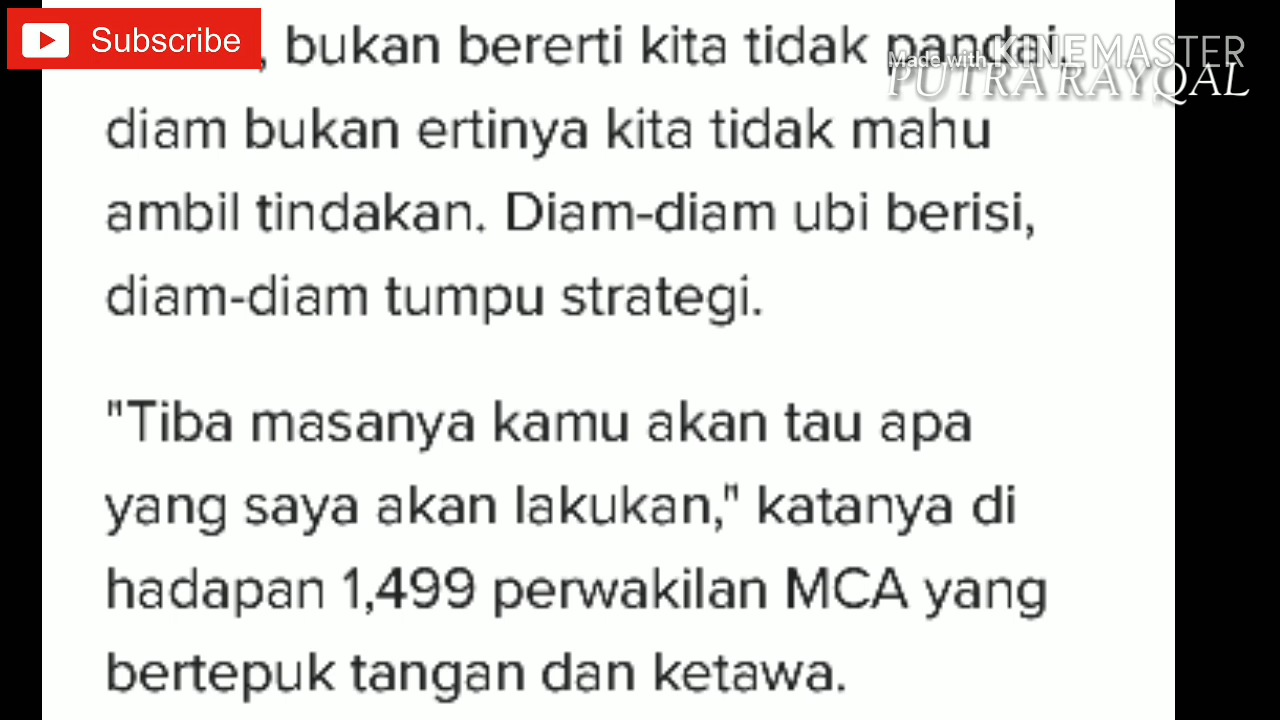 Subscribe
, bukan bererti kita tidak pandai.
Made with KINEMASTER
PUTRA RAYQAL
diam bukan ertinya kita tidak mahu
ambil tindakan. Diam-diam ubi berisi,
diam-diam tumpu strategi.
"Tiba masanya kamu akan tau apa
yang saya akan lakukan," katanya di
hadapan 1,499 perwakilan MCA yang
bertepuk tangan dan ketawa.